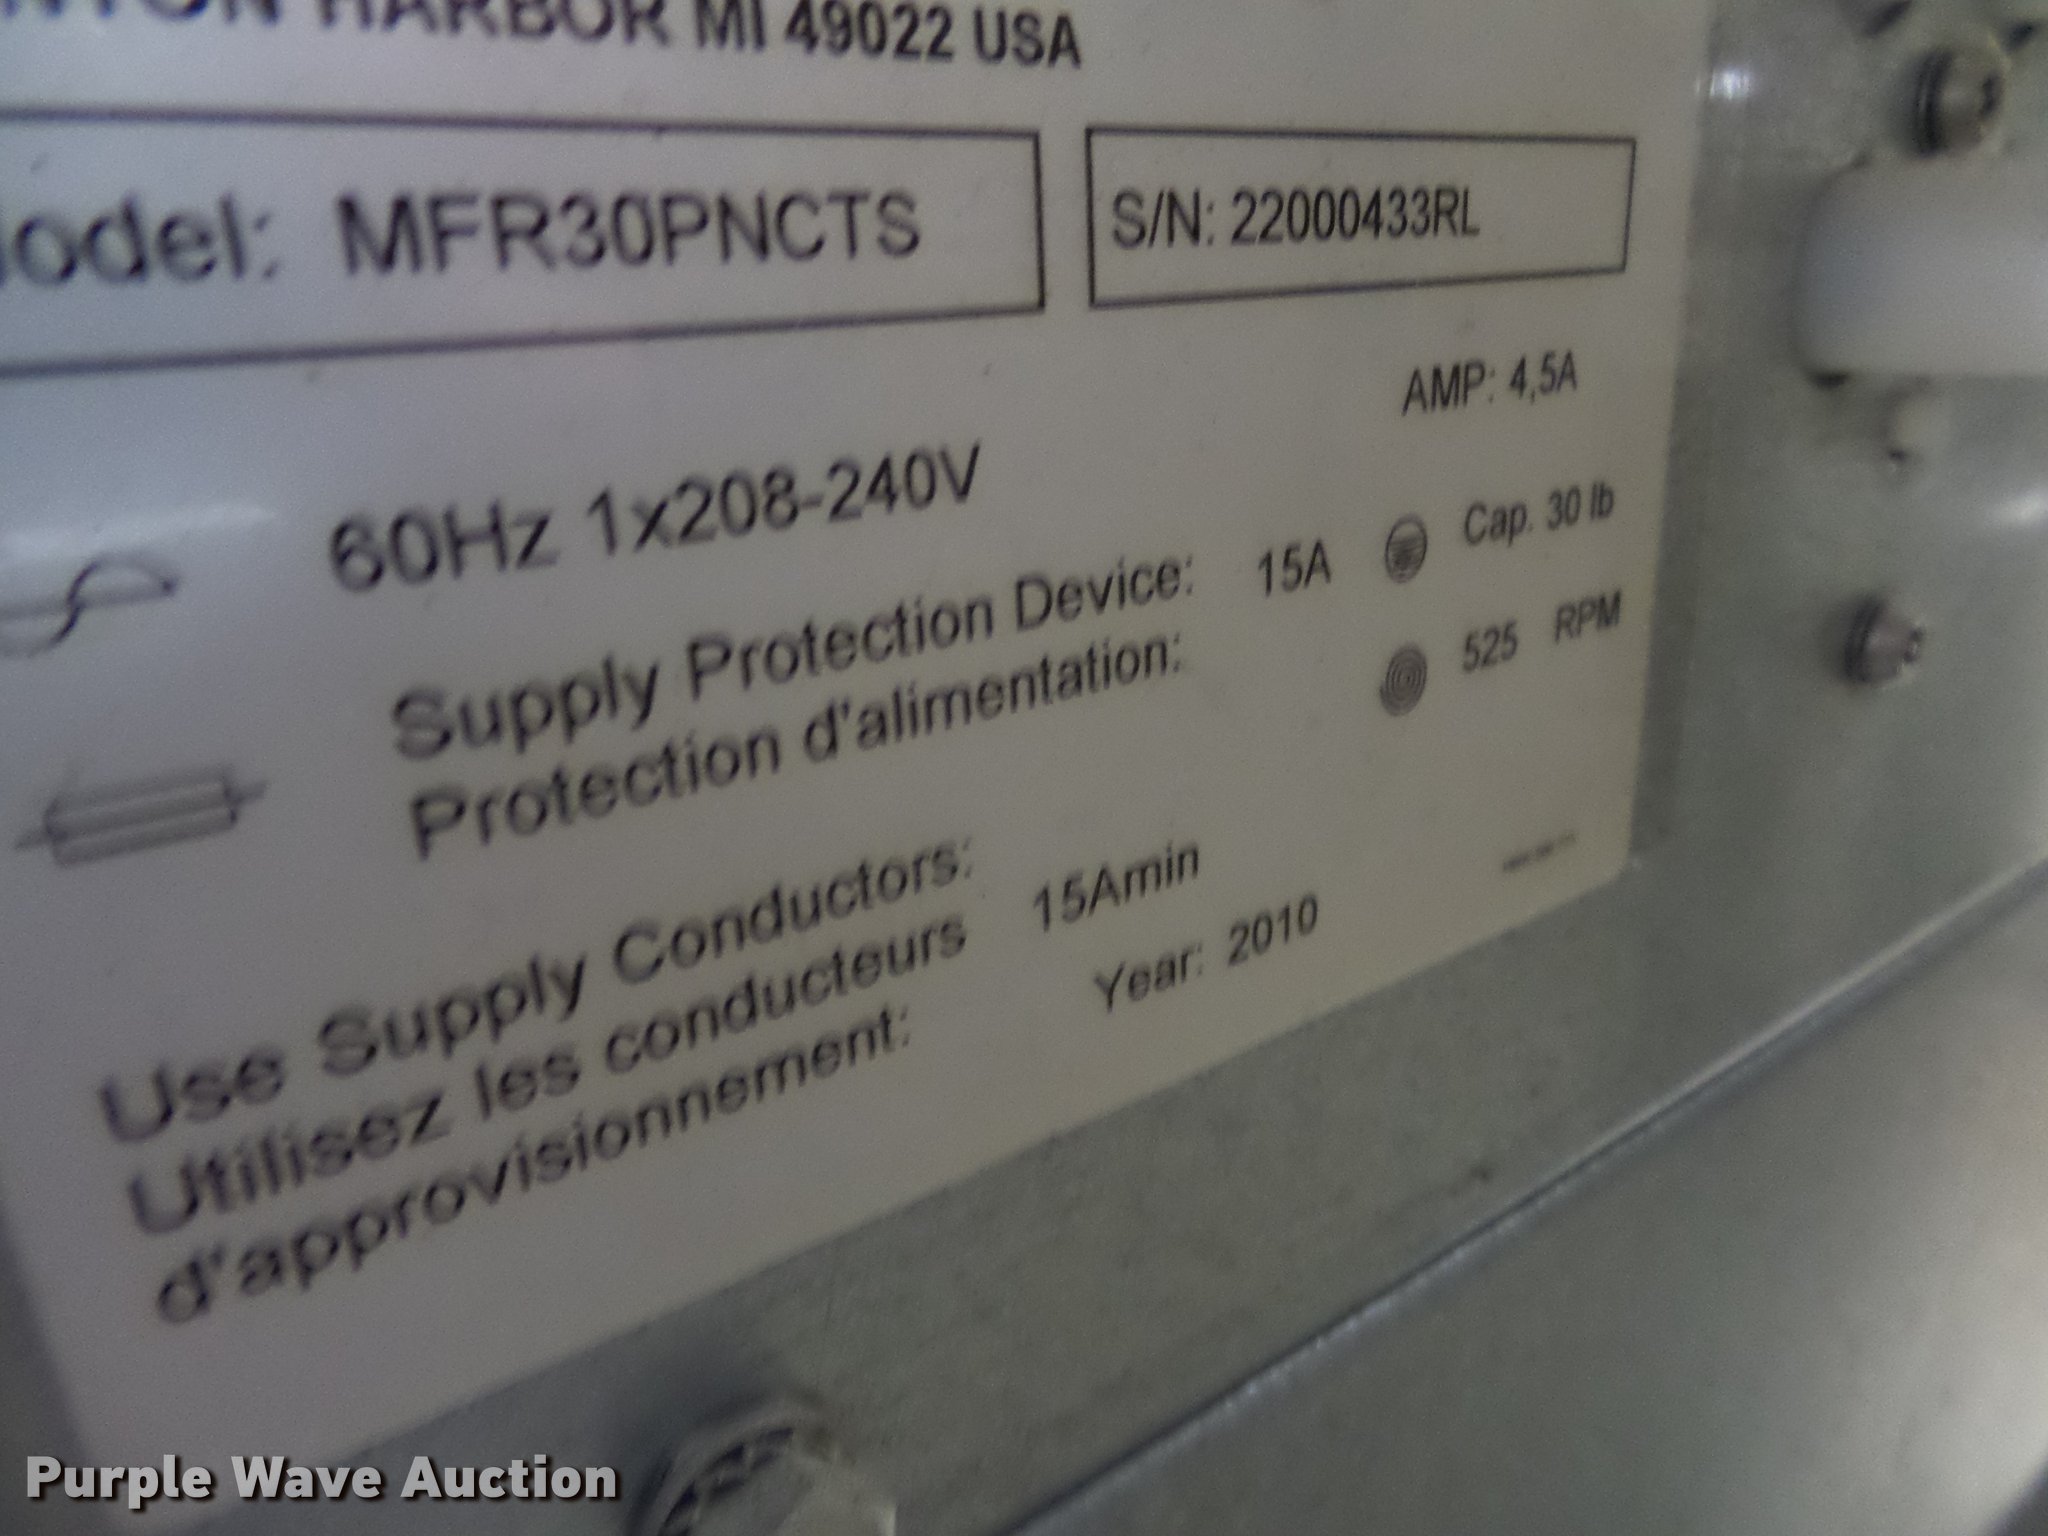 NTON HARBOR MI 49022 USA
odel: MFR30PNCTS
S/N: 22000433RL
AMP: 4,5A
60Hz 1x208-240V
Cap. 30 lb
Supply Protection Device: 15A
Protection d'alimentation:
525 RPM
Use Supply Conductors:
Utilisez les conducteurs 15Amin
d'approvisionnement:
Year: 2010
Purple Wave Auction